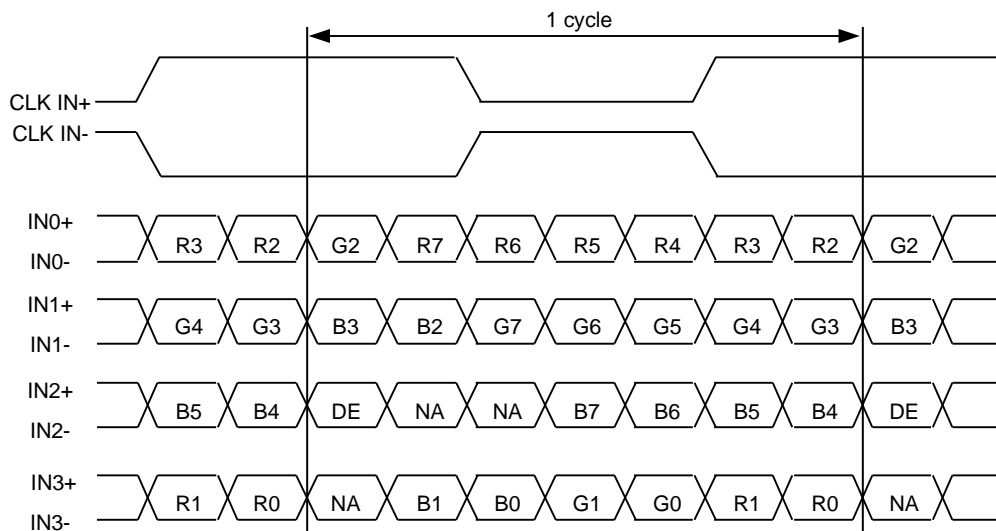 1 cycle
CLK IN+
CLK IN-
IN0+
R3 R2 G2 R7 R6 R5 R4 R3 R2 G2
IN0-
IN1+
G4 G3 B3 B2 G7 G6 G5 G4 G3 B3
IN1-
IN2+
B5 B4 DE NA NA B7 B6 B5 B4 DE
IN2-
IN3+
R1 R0 NA B1 B0 G1 G0 R1 R0 NA
IN3-